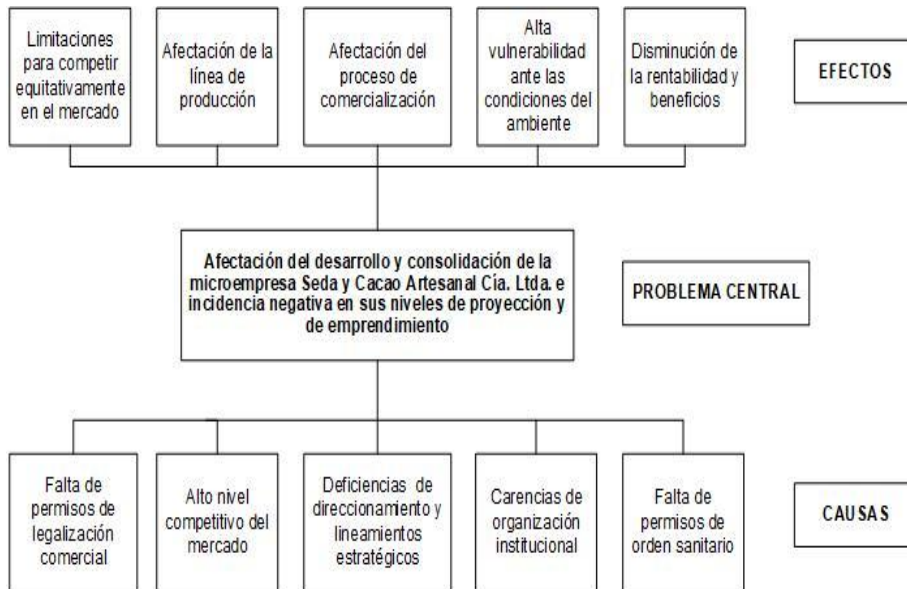 Limitaciones
para competir
equitativamente
en el mercado
Afectación de la
línea de
producción
Afectación del
proceso de
comercialización
Alta
vulnerabilidad
ante las
condiciones del
ambiente
Disminución de
la rentabilidad y
beneficios
EFECTOS
Afectación del desarrollo y consolidación de la
microempresa Seda y Cacao Artesanal Cía. Ltda. e
incidencia negativa en sus niveles de proyección y
de emprendimiento
PROBLEMA CENTRAL
Falta de
permisos de
legalización
comercial
Alto nivel
competitivo del
mercado
Deficiencias de
direccionamiento y
lineamientos
estratégicos
Carencias de
organización
institucional
Falta de
permisos de
orden sanitario
CAUSAS